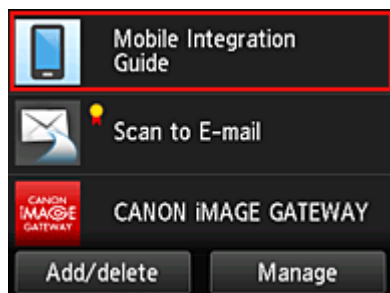 Mobile Integration
Guide
Scan to E-mail
CANON
iMAGE
GATEWAY
CANON iMAGE GATEWAY
Add/delete
Manage